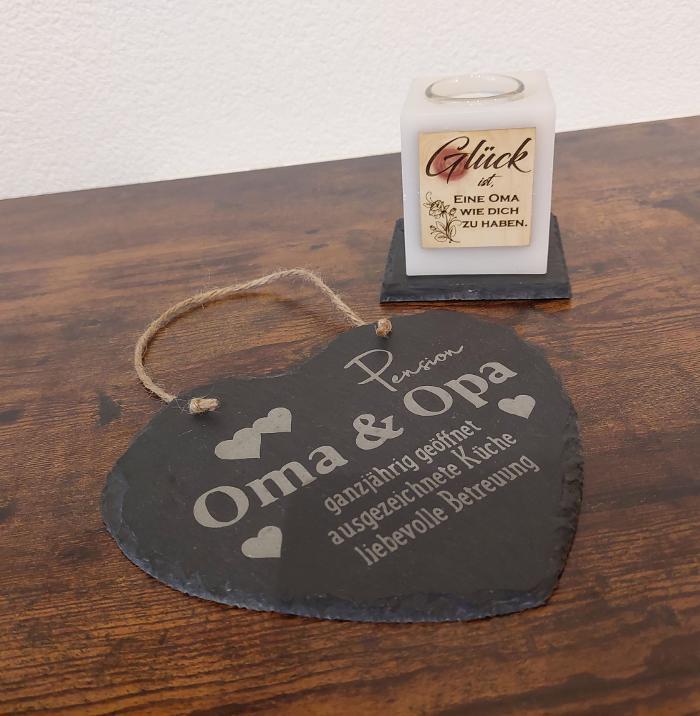 Glück
ist,
EINE OMA
WIE DICH
ZU HABEN.
Pension
Oma & Opa
ganzjährig geöffnet
ausgezeichnete Küche
liebevolle Betreuung